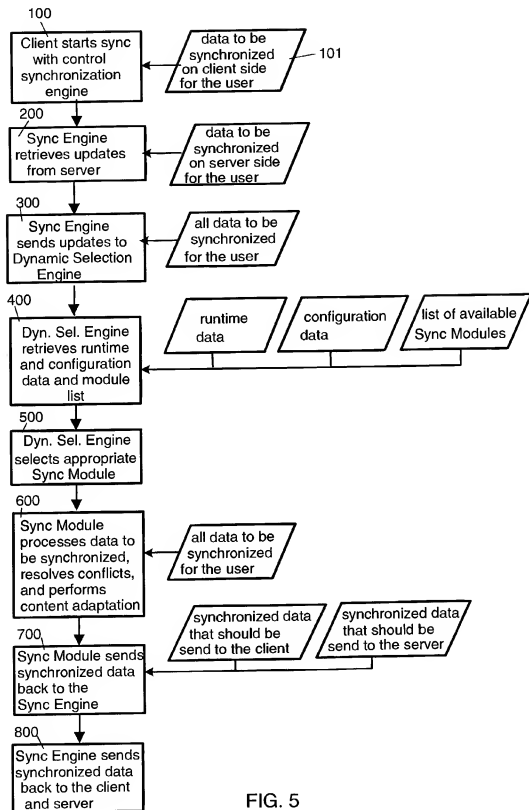 100
Client starts sync
with control
synchronization
engine
data to be
synchronized
on client side
for the user
101
200
Sync Engine
retrieves updates
from server
data to be
synchronized
on server side
for the user
300
Sync Engine
sends updates to
Dynamic Selection
Engine
all data to be
synchronized
for the user
400
Dyn. Sel. Engine
retrieves runtime
and configuration
data and module
list
runtime
data
configuration
data
list of available
Sync Modules
500
Dyn. Sel. Engine
selects appropriate
Sync Module
600
Sync Module
processes data to
be synchronized,
resolves conflicts,
and performs
content adaptation
all data to be
synchronized
for the user
700
Sync Module sends
synchronized data
back to the
Sync Engine
synchronized data
that should be
send to the client
synchronized data
that should be
send to the server
800
Sync Engine sends
synchronized data
back to the client
and server
FIG. 5